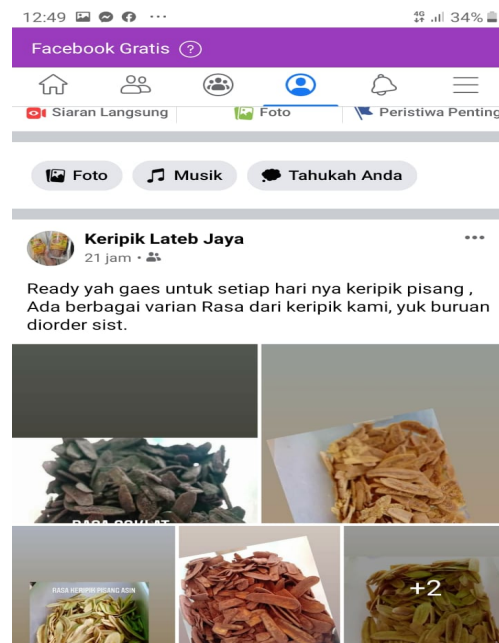 12:49 ... 4G 34%
Facebook Gratis ?
Siaran Langsung Foto Peristiwa Penting
Foto Musik Tahukah Anda
Keripik Lateb Jaya ...
21 jam •
Ready yah gaes untuk setiap hari nya keripik pisang ,
Ada berbagai varian Rasa dari keripik kami, yuk buruan
diorder sist.
RASA COKLAT
RASA KERIPIK PISANG ASIN
+2